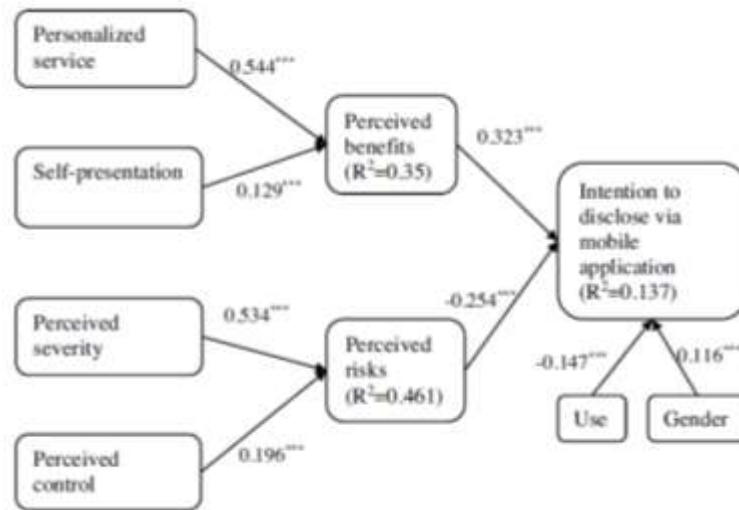 Personalized
service
0.544***
Self-presentation
0.129***
Perceived
benefits
(R²=0.35)
0.323***
Intention to
disclose via
mobile
application
(R²=0.137)
Perceived
severity
0.534***
-0.254***
Perceived
risks
(R²=0.461)
Perceived
control
0.196***
-0.147***
0.116***
Use
Gender